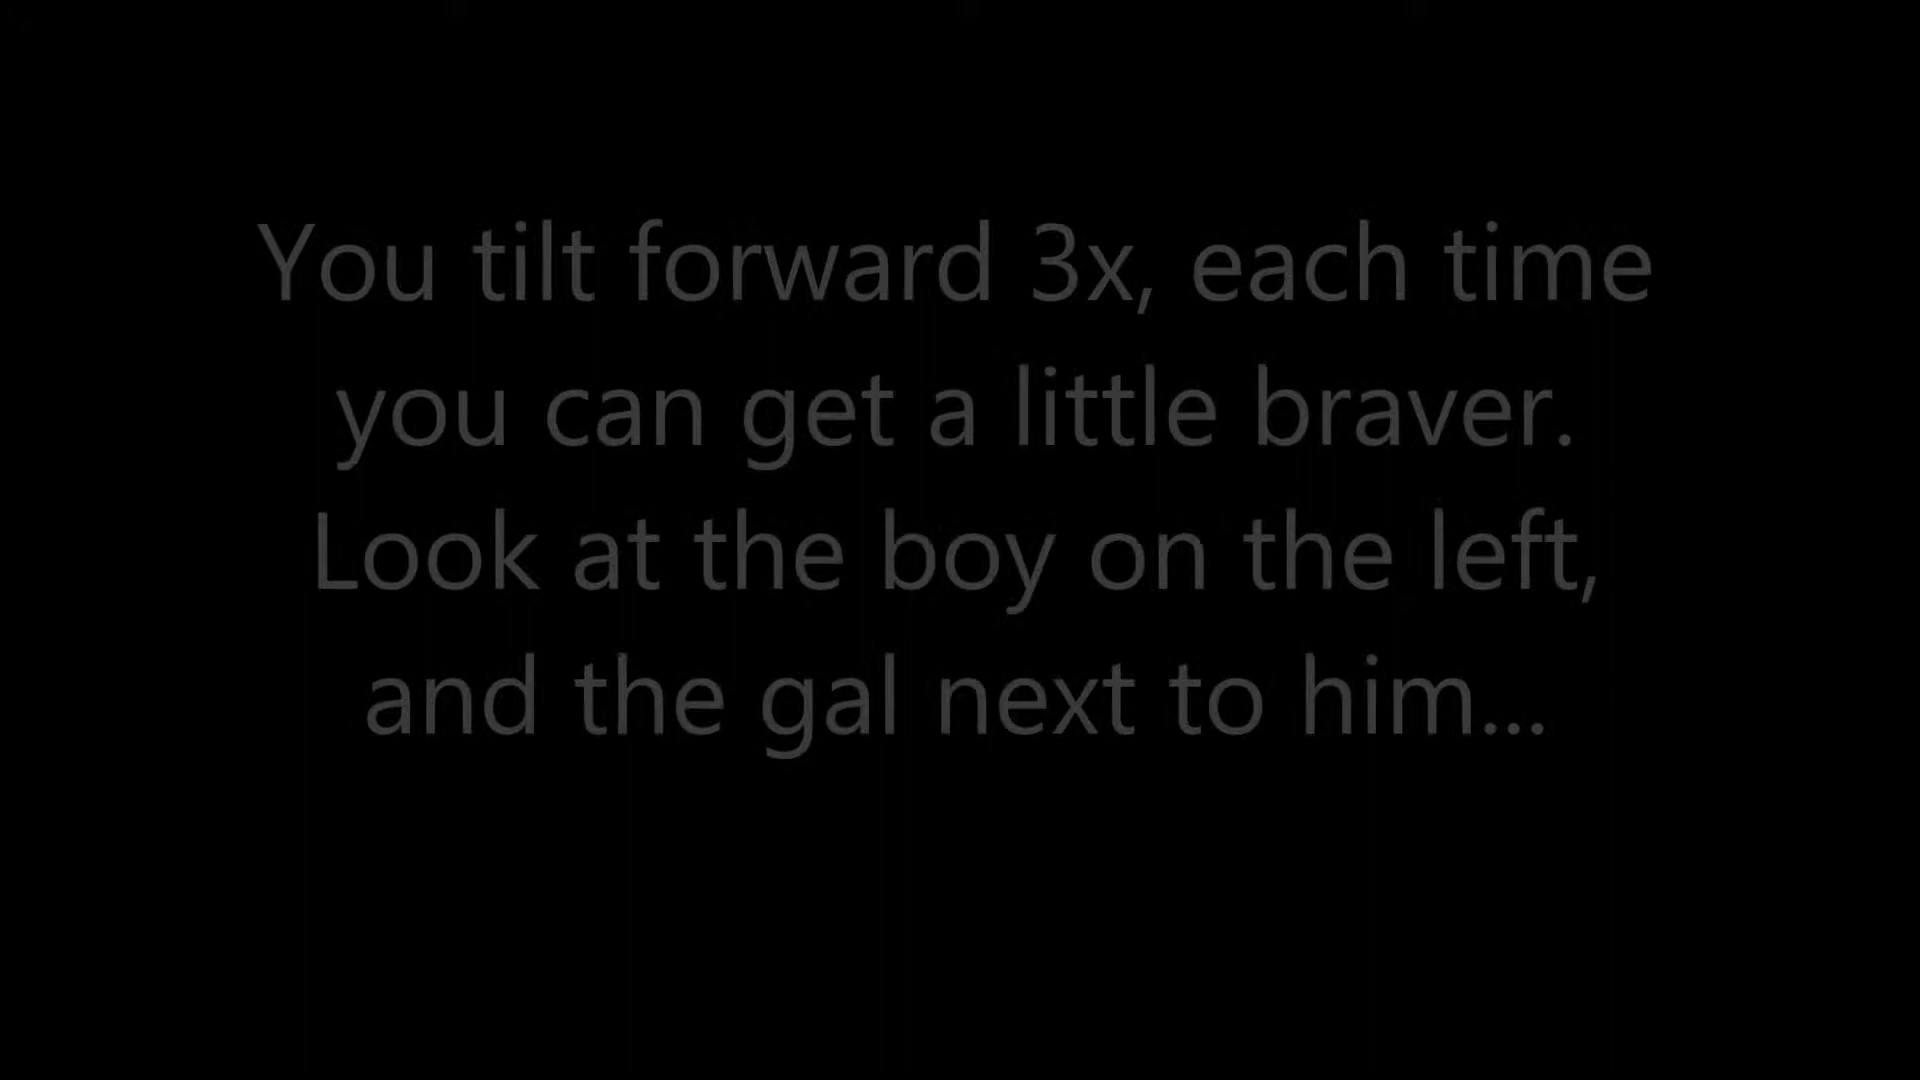 You tilt forward 3x, each time
you can get a little braver.
Look at the boy on the left,
and the gal next to him...